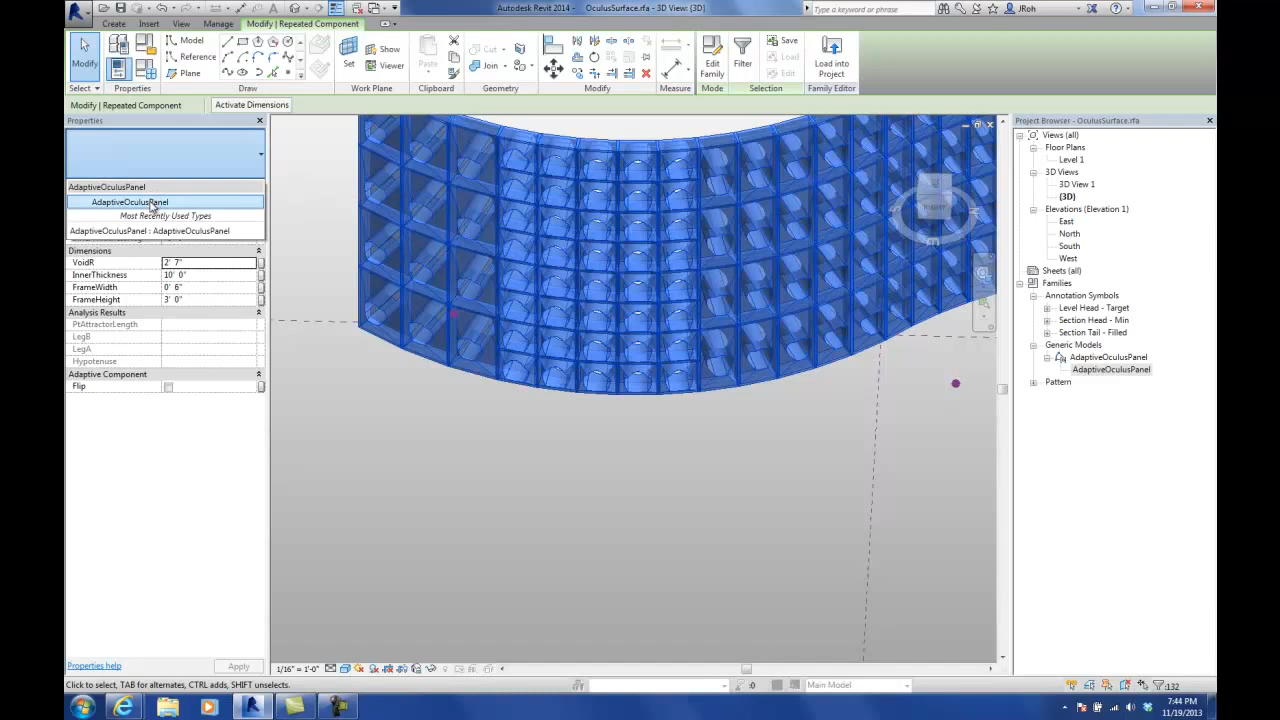 Autodesk Revit 2014 - OculusSurface.rfa - 3D View: {3D}
Type a keyword or phrase
JRoh
Create Insert View Manage Modify | Repeated Component
Modify
Model
Reference
Plane
Set
Show
Viewer
Paste
Cut
Join
Edit
Family
Filter
Save
Load
Edit
Load into
Project
Select Properties Draw Work Plane Clipboard Geometry Modify Measure Mode Selection Family Editor
Modify | Repeated Component Activate Dimensions
Properties
AdaptiveOculusPanel
AdaptiveOculusPanel
Most Recently Used Types
AdaptiveOculusPanel : AdaptiveOculusPanel
Dimensions
VoidR 2' 7"
InnerThickness 10' 0"
FrameWidth 0' 6"
FrameHeight 3' 0"
Analysis Results
PtAttractorLength
LegB
LegA
Hypotenuse
Adaptive Component
Flip
Properties help Apply
Project Browser - OculusSurface.rfa
Views (all)
Floor Plans
Level 1
3D Views
3D View 1
{3D}
Elevations (Elevation 1)
East
North
South
West
Sheets (all)
Families
Annotation Symbols
Level Head - Target
Section Head - Min
Section Tail - Filled
Generic Models
AdaptiveOculusPanel
AdaptiveOculusPanel
Pattern
1/16" = 1'-0"
Click to select, TAB for alternates, CTRL adds, SHIFT unselects.
:0
Main Model
:132
7:44 PM
11/19/2013